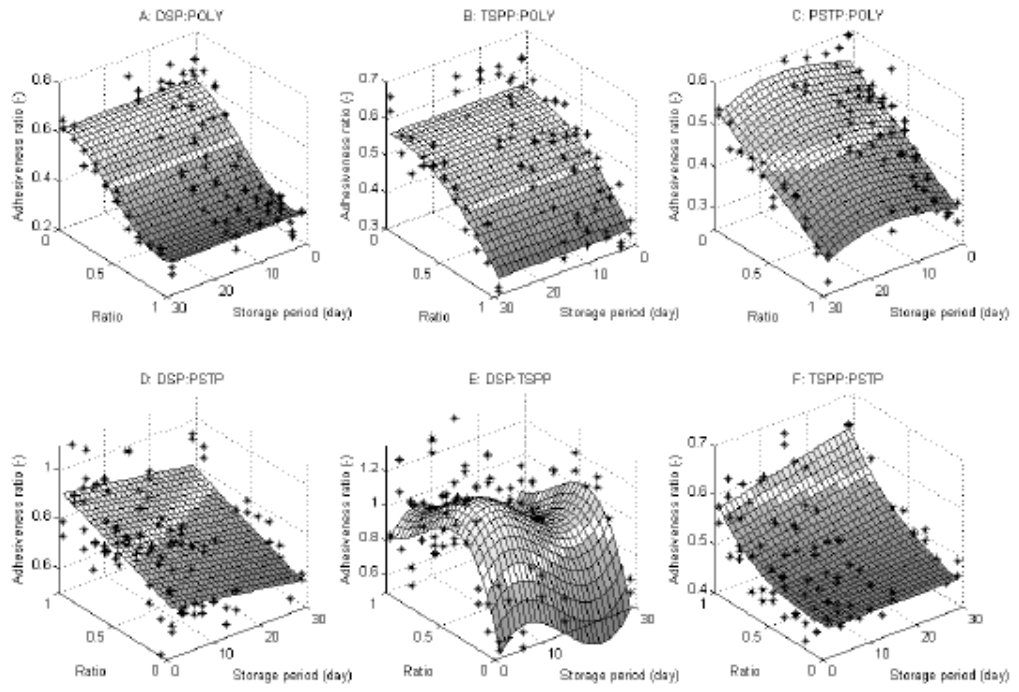 A: DSP:POLY
B: TSPP:POLY
C: PSTP:POLY
Adhesiveness ratio (-)
0.8
0.6
0.4
0.2
0
0.5
1
30
20
10
0
Ratio
Storage period (day)
Adhesiveness ratio (-)
0.7
0.6
0.5
0.4
0.3
0
0.5
1
30
20
10
0
Ratio
Storage period (day)
Adhesiveness ratio (-)
0.6
0.5
0.4
0.3
0
0.5
1
30
20
10
0
Ratio
Storage period (day)
D: DSP:PSTP
E: DSP:TSPP
F: TSPP:PSTP
Adhesiveness ratio (-)
1
0.8
0.6
1
0.5
0
0
10
20
30
Ratio
Storage period (day)
Adhesiveness ratio (-)
1.2
1
0.8
0.6
1
0.5
0
0
10
20
30
Ratio
Storage period (day)
Adhesiveness ratio (-)
0.7
0.6
0.5
0.4
1
0.5
0
0
10
20
30
Ratio
Storage period (day)